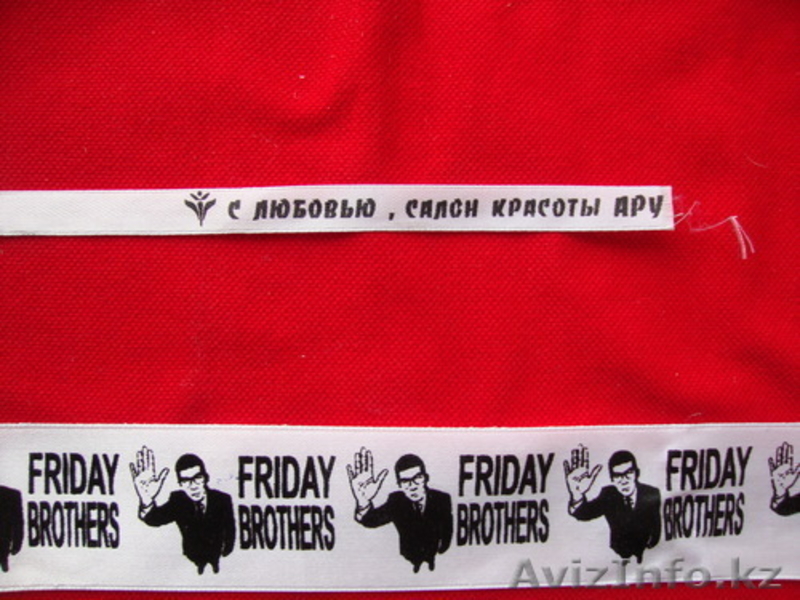 С ЛЮБОВЬЮ , САЛОН КРАСОТЫ АРУ
FRIDAY FRIDAY FRIDAY FRIDAY
BROTHERS BROTHERS BROTHERS BROTHERS
AvizInfo.kz